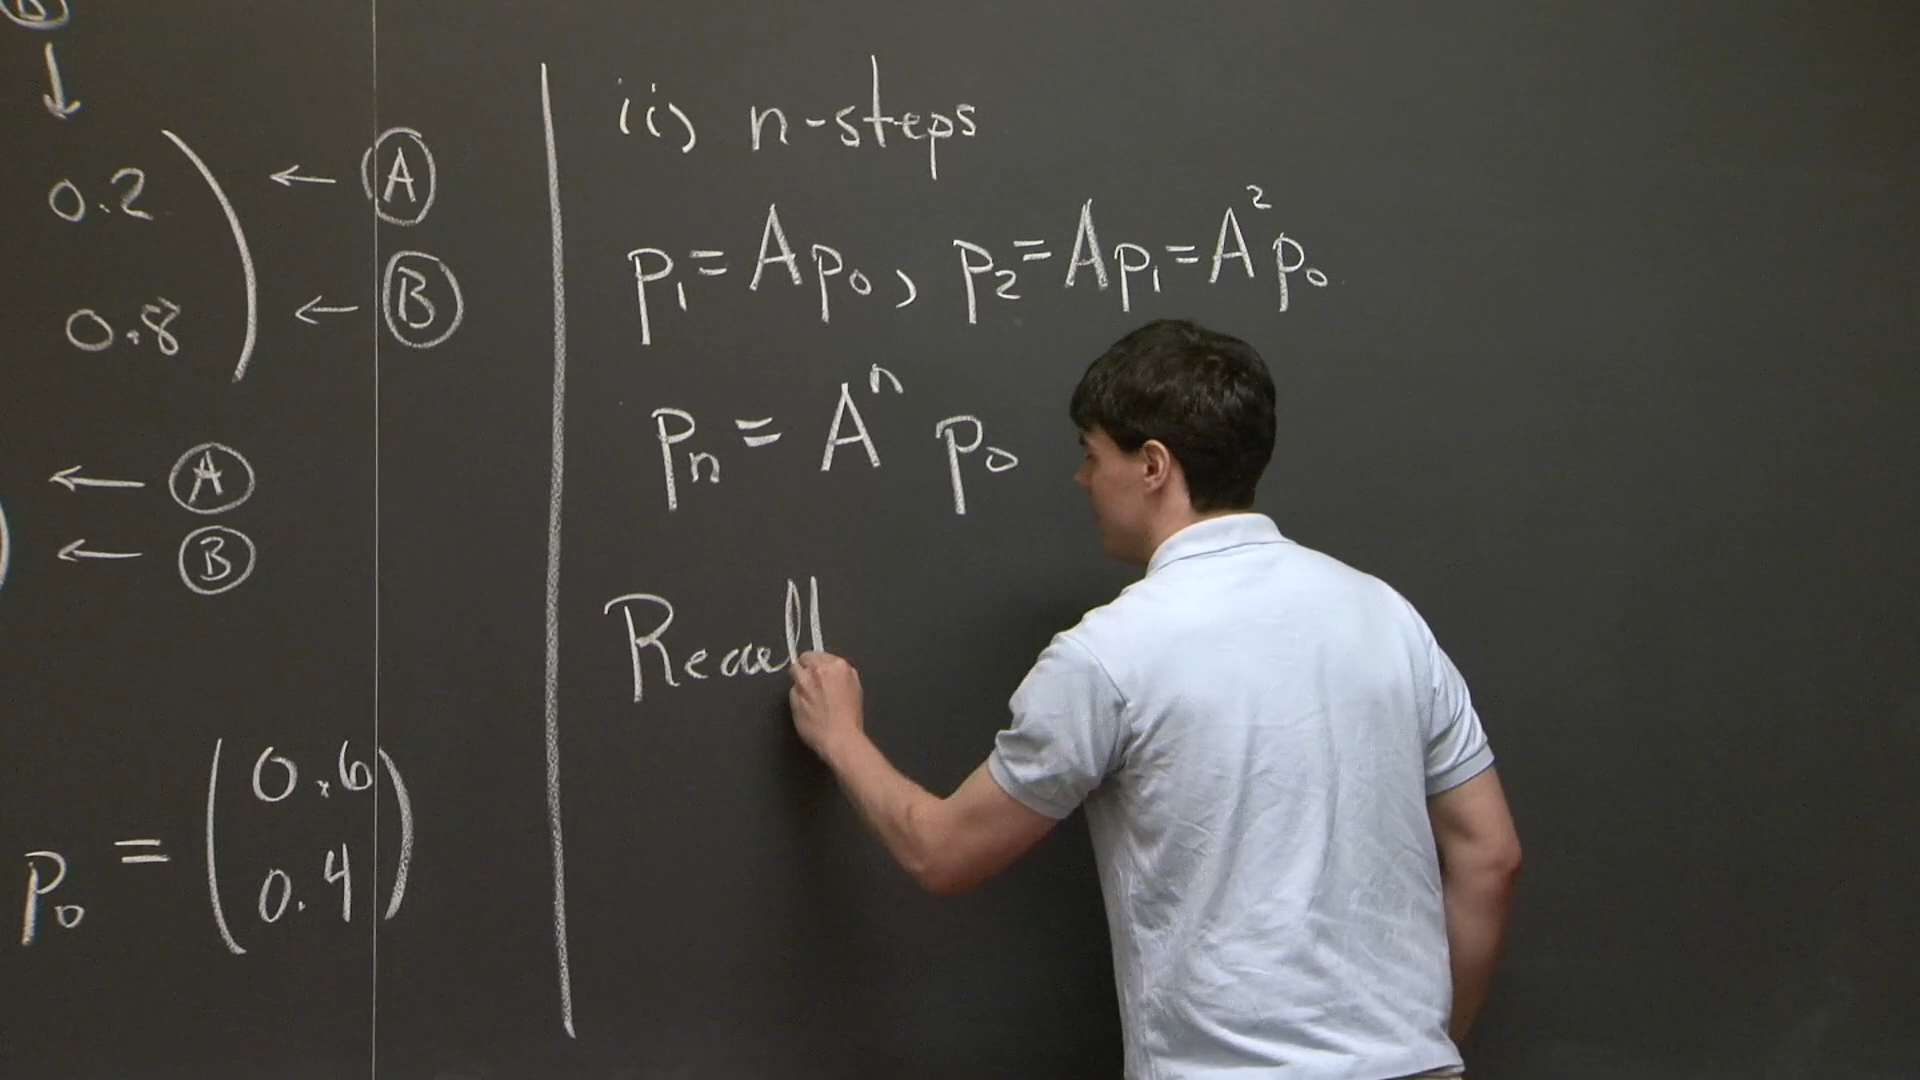 B
0.2 ← A
0.8 ← B
← A
← B
p₀ = (0.6
0.4)
ii) n-steps
p₁ = Ap₀, p₂ = Ap₁ = A²p₀
pₙ = Aⁿ p₀
Recall